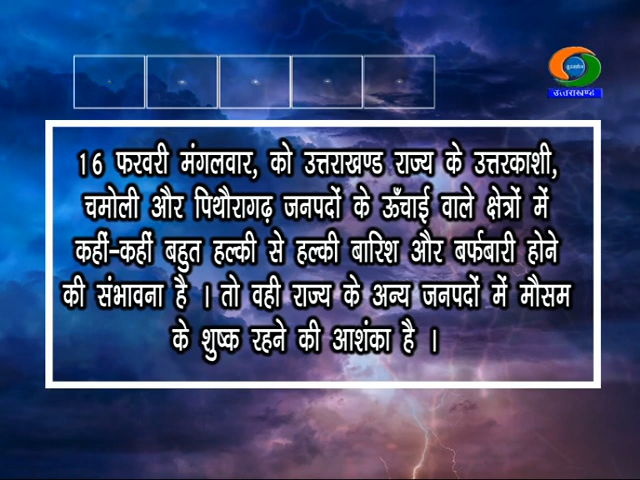 उत्तराखण्ड
16 फरवरी मंगलवार, को उत्तराखण्ड राज्य के उत्तरकाशी,
चमोली और पिथौरागढ़ जनपदों के ऊँचाई वाले क्षेत्रों में
कहीं-कहीं बहुत हल्की से हल्की बारिश और बर्फबारी होने
की संभावना है । तो वही राज्य के अन्य जनपदों में मौसम
के शुष्क रहने की आशंका है ।